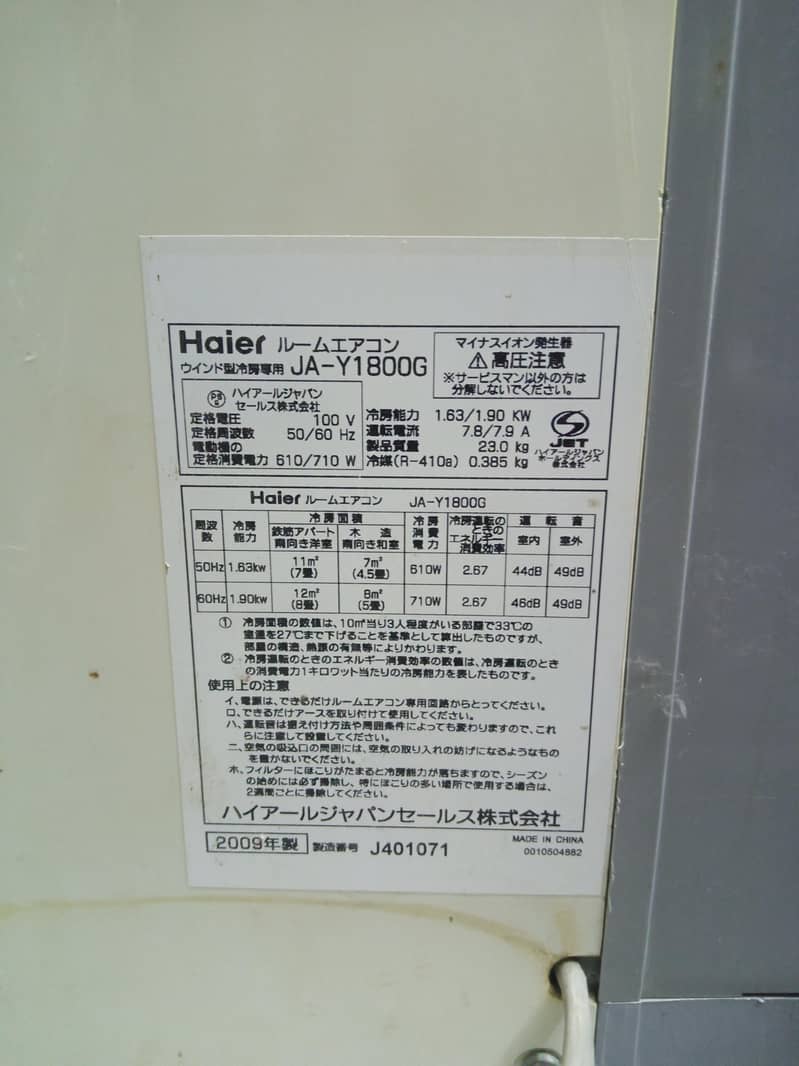 Haier ルームエアコン
ウインド型冷房専用 JA-Y1800G
マイナスイオン発生器
⚠高圧注意
※サービスマン以外の方は
分解しないでください。
PS E ハイアールジャパン
セールス株式会社
定格電圧 100 V
定格周波数 50/60 Hz
電動機の
定格消費電力 610/710 W
冷房能力 1.63/1.90 KW
運転電流 7.8/7.9 A
製品質量 23.0 kg
冷媒(R-410a) 0.385 kg
JET
ハイアールジャパン
ホールディングス
株式会社
Haier ルームエアコン JA-Y1800G
周波数 冷房能力 冷房面積 冷房消費電力 冷房運転のときのエネルギー消費効率 運転音
鉄筋アパート南向き洋室 木造南向き和室 室内 室外
50Hz 1.63kw 11m²(7畳) 7m²(4.5畳) 610W 2.67 44dB 49dB
60Hz 1.90kw 12m²(8畳) 8m²(5畳) 710W 2.67 46dB 49dB
① 冷房面積の数値は、10㎡当り3人程度がいる部屋で33℃の
室温を27℃まで下げることを基準として算出したものですが、
部屋の構造、熱源の有無等によりかわります。
② 冷房運転のときのエネルギー消費効率の数値は、冷房運転のとき
の消費電力1キロワット当たりの冷房能力を表したものです。
使用上の注意
イ、電源は、できるだけルームエアコン専用回路からとってください。
ロ、できるだけアースを取り付けて使用してください。
ハ、運転音は据え付け方法や周囲条件によっても変わりますので、これ
らに注意して設置してください。
ニ、空気の吸込口の周囲には、空気の取り入れの妨げになるようなもの
を置かないでください。
ホ、フィルターにほこりがたまると冷房能力が落ちますので、シーズン
の始めには必ず掃除し、特にほこりの多い場所で使用する場合は、
2週間ごとに掃除してください。
ハイアールジャパンセールス株式会社
2009年製 製造番号 J401071
MADE IN CHINA
0010504882